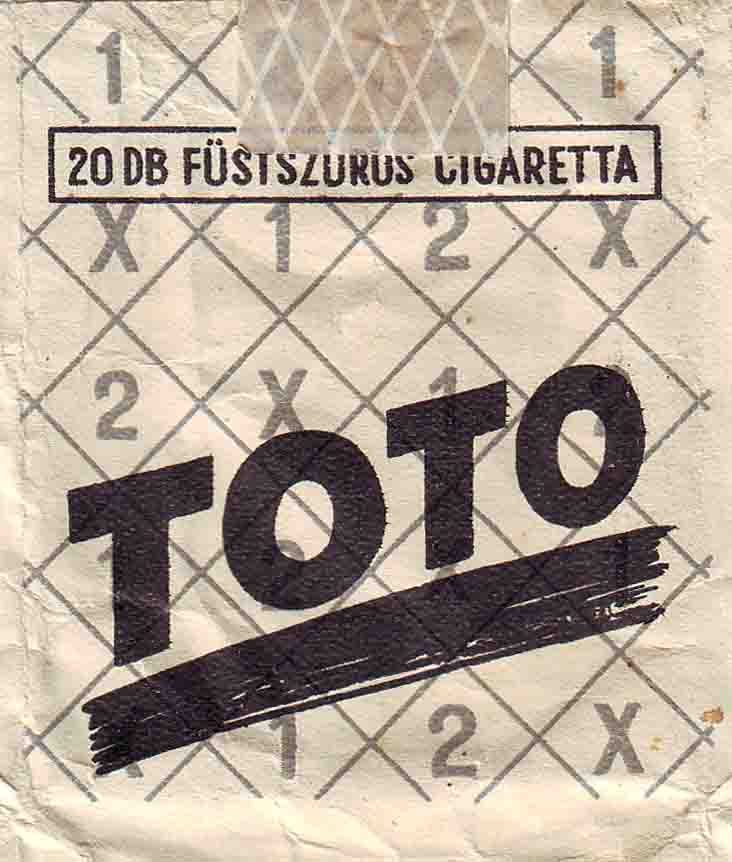 1 1
20 DB FÜSTSZŰRŐS CIGARETTA
X 1 2 X
2 X 1
TOTO
1 2 X